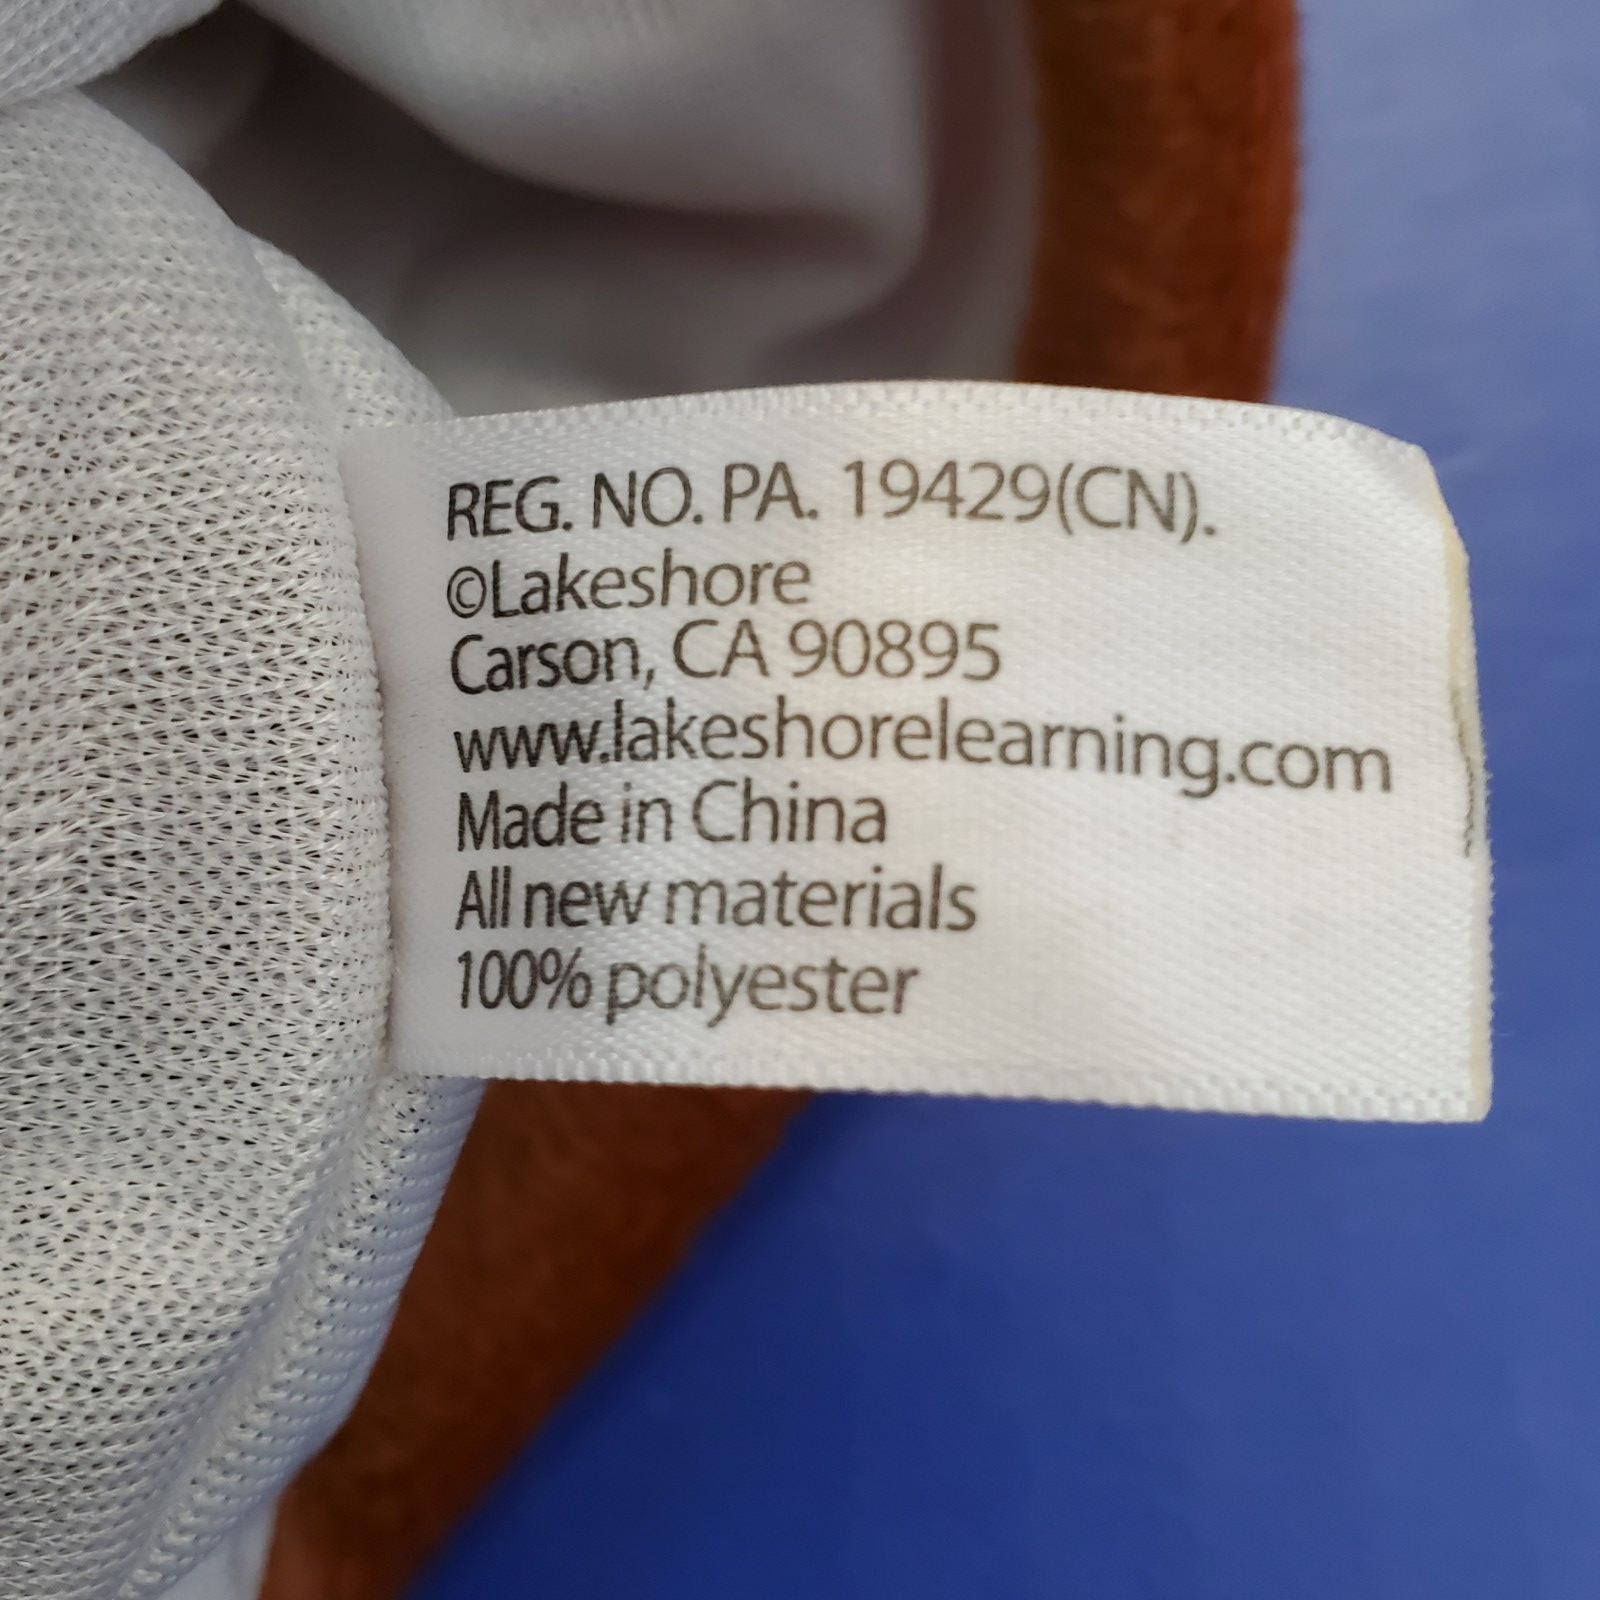 REG. NO. PA. 19429(CN).
©Lakeshore
Carson, CA 90895
www.lakeshorelearning.com
Made in China
All new materials
100% polyester